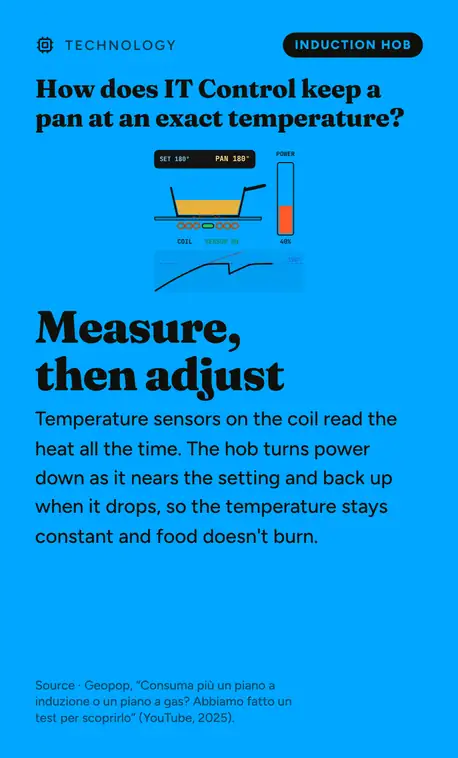 TECHNOLOGY
INDUCTION HOB
How does IT Control keep a
pan at an exact temperature?
SET 180°
PAN 180°
POWER
COIL
40%
Measure,
then adjust
Temperature sensors on the coil read the
heat all the time. The hob turns power
down as it nears the setting and back up
when it drops, so the temperature stays
constant and food doesn't burn.
Source · Geopop, “Consuma più un piano a
induzione o un piano a gas? Abbiamo fatto un
test per scoprirlo” (YouTube, 2025).